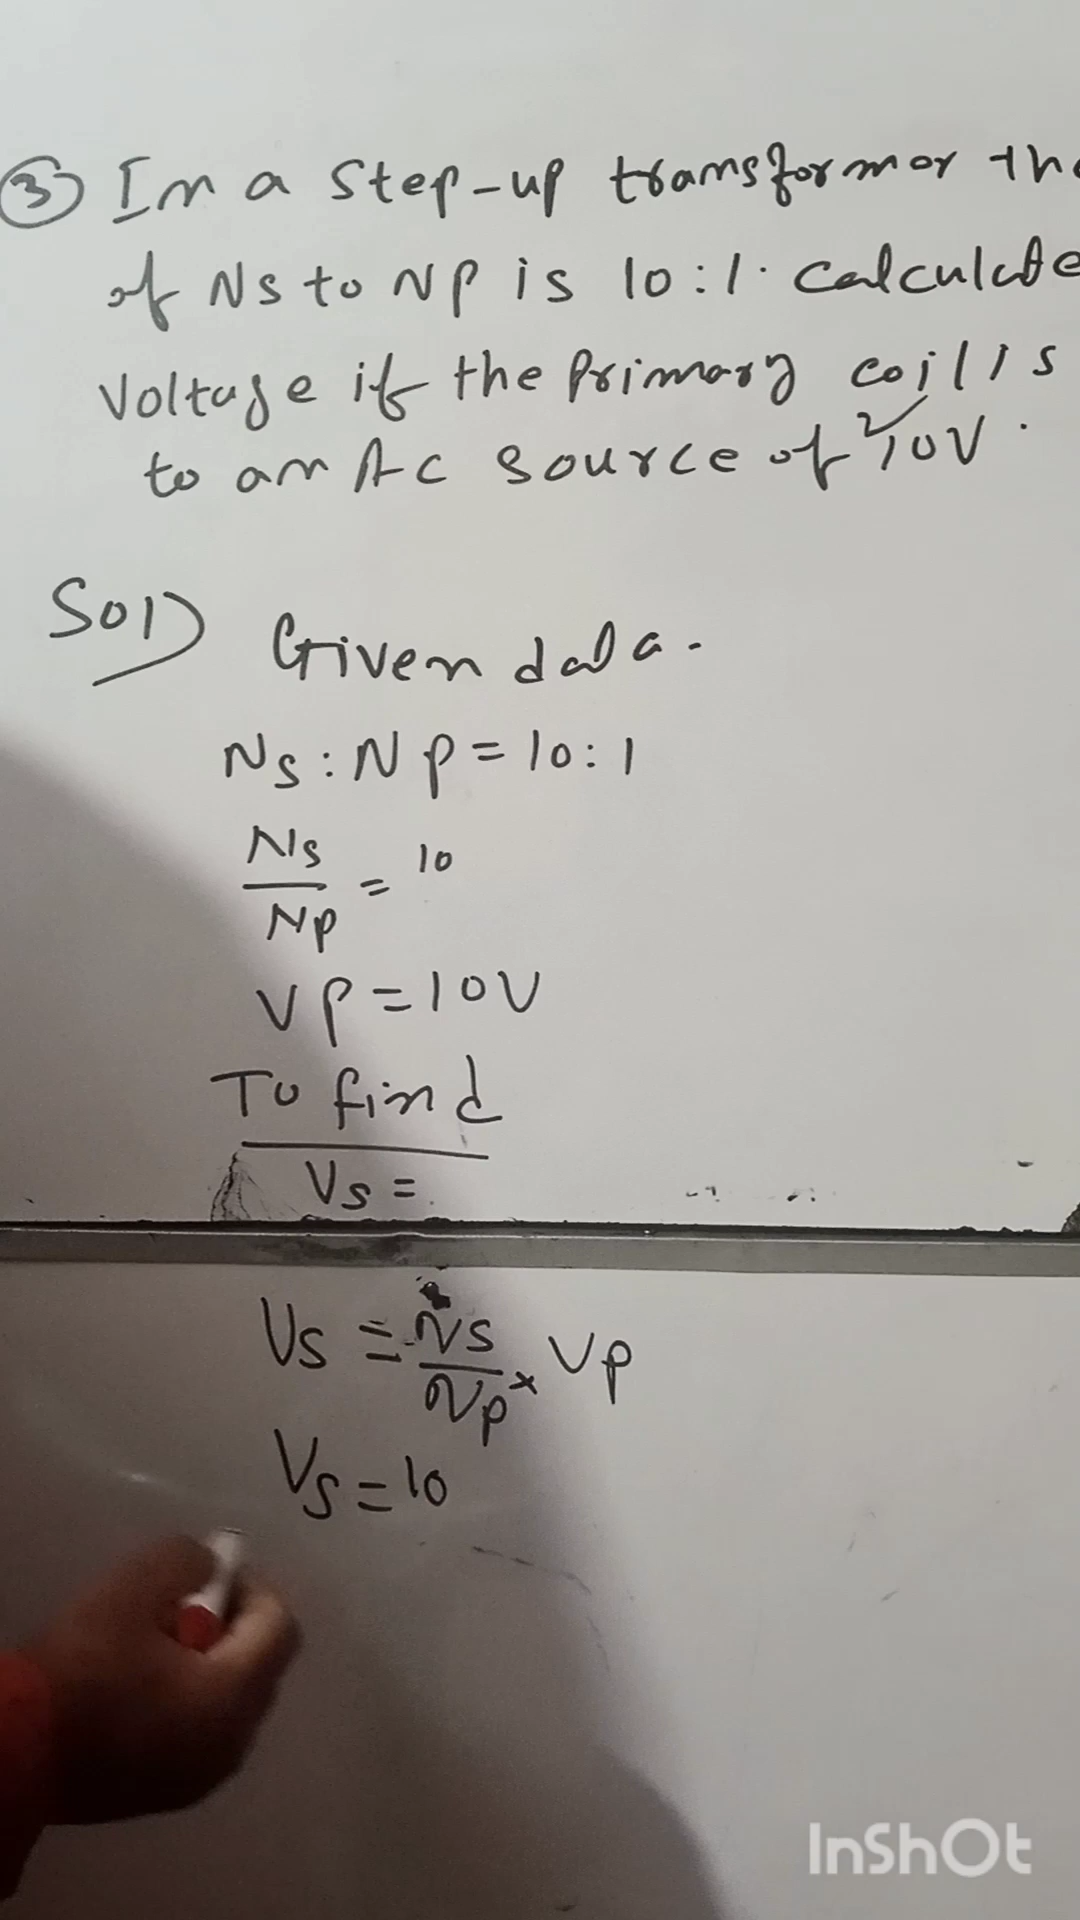 ③ In a Step-up transformer the
of Ns to Np is 10:1. calculate
Voltage if the Primary coil is
to an Ac source of 10V.
Sol)
Given data.
Ns : Np = 10:1
Ns/Np = 10
Vp = 10V
To find
Vs =
Vs = Ns/Np × Vp
Vs = 10
InShOt